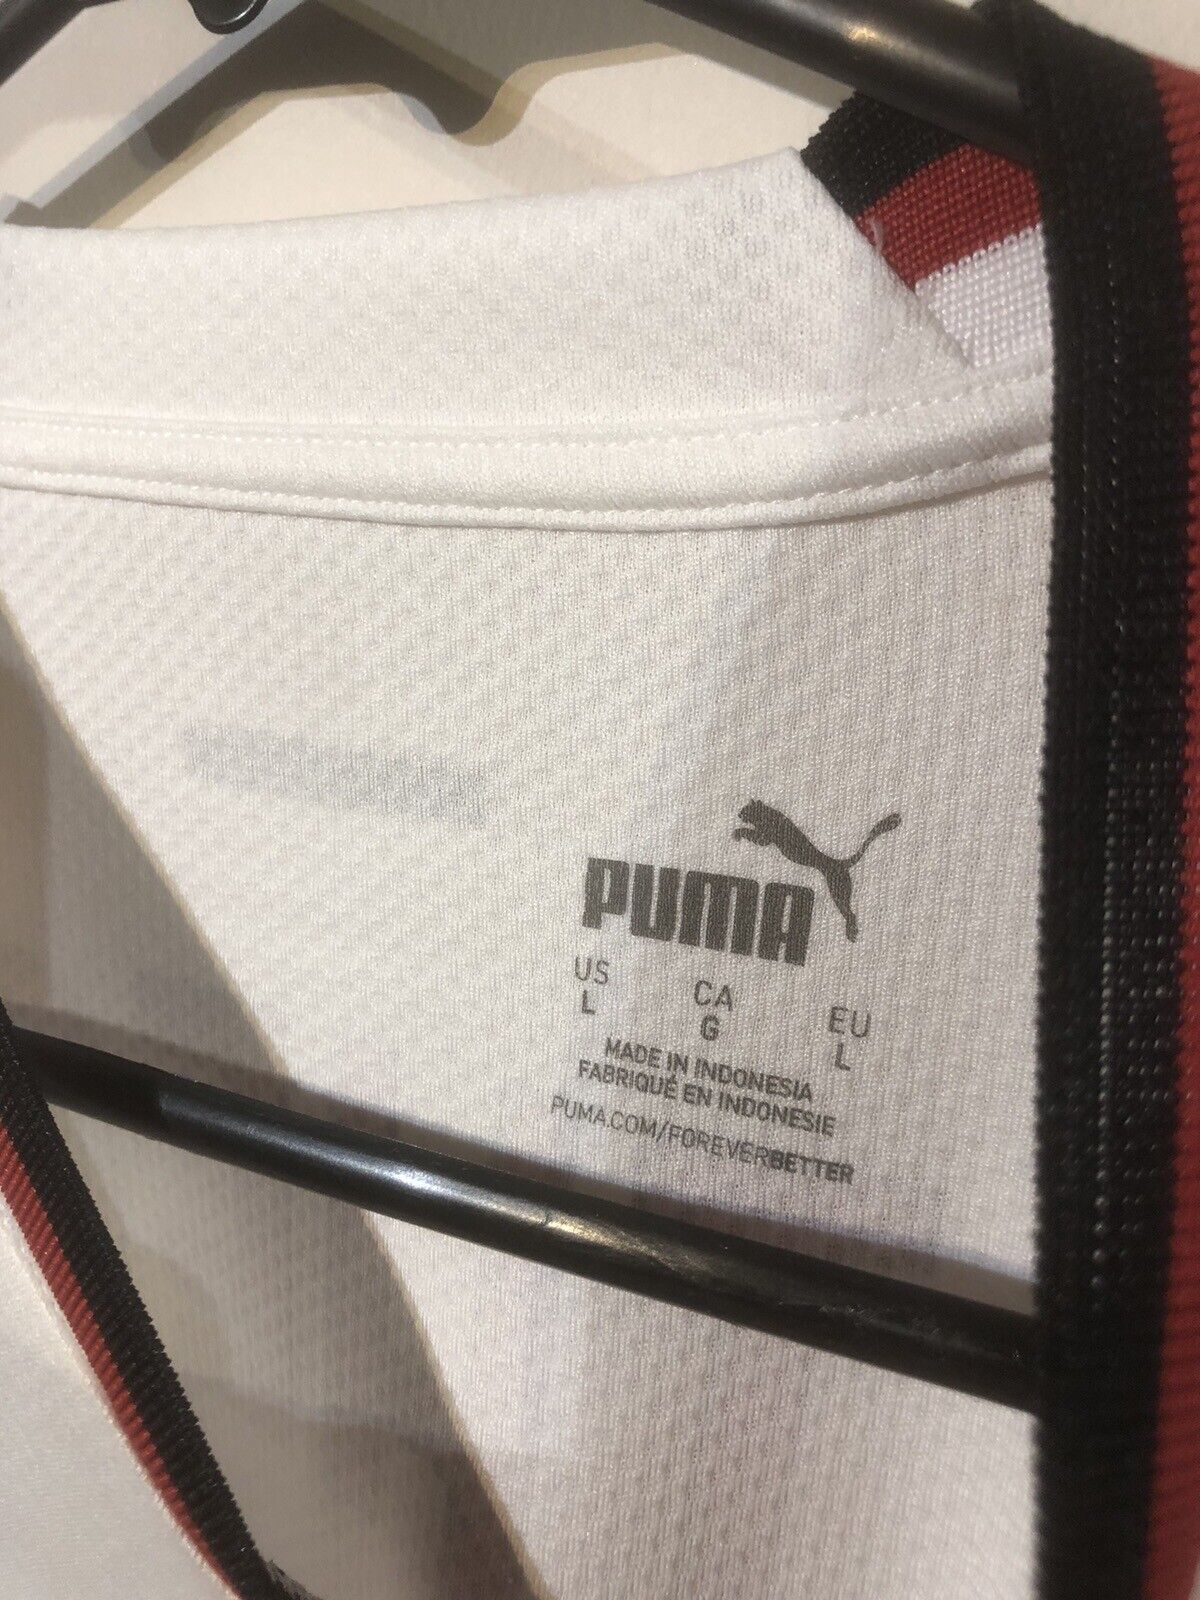 PUMA
US CA EU
L G L
MADE IN INDONESIA
FABRIQUÉ EN INDONESIE
PUMA.COM/FOREVERBETTER